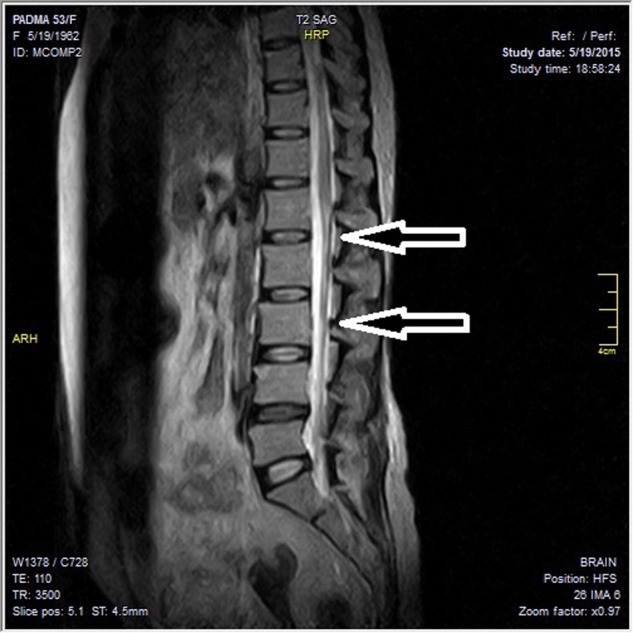 PADMA 53/F
F 5/19/1962
ID: MCOMP2
T2 SAG
HRP
Ref: / Perf:
Study date: 5/19/2015
Study time: 18:58:24
ARH
4cm
W1378 / C728
TE: 110
TR: 3500
Slice pos: 5.1 ST: 4.5mm
BRAIN
Position: HFS
26 IMA 6
Zoom factor: x0.97